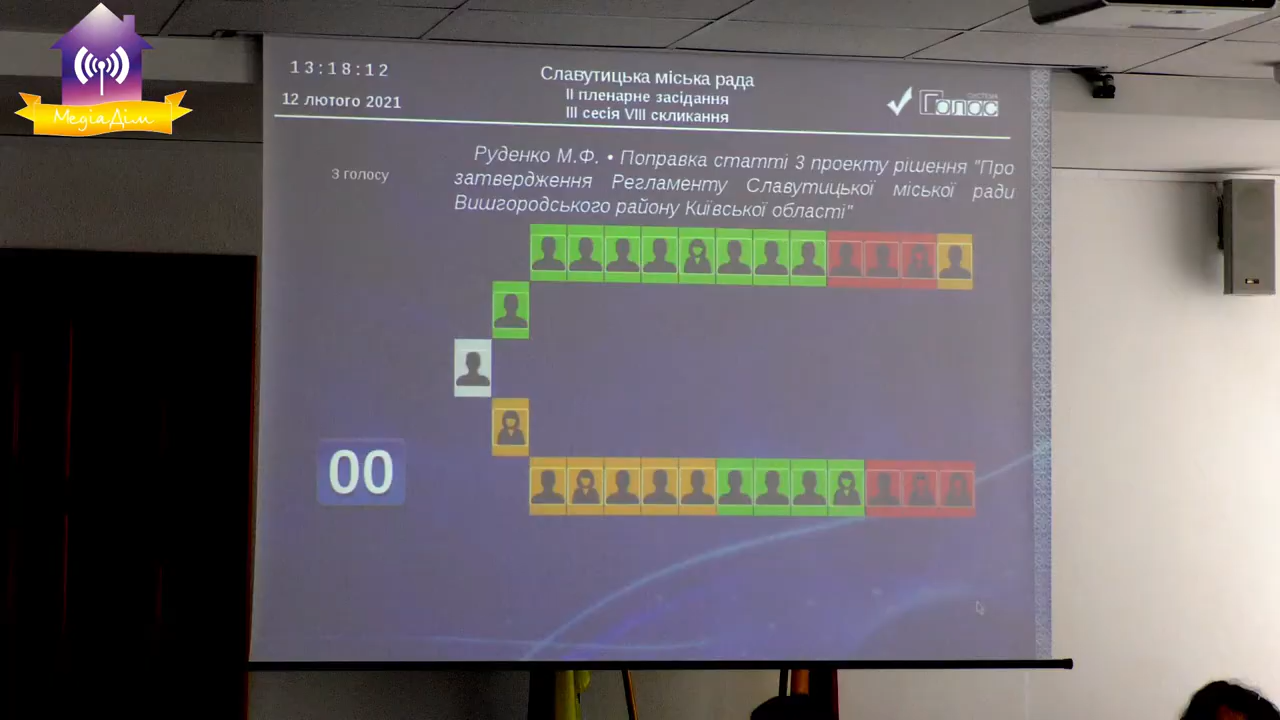 МедіаДім
13:18:12
12 лютого 2021
Славутицька міська рада
II пленарне засідання
III сесія VIII скликання
СИСТЕМА
Голос
З голосу
Руденко М.Ф. • Поправка статті 3 проекту рішення "Про
затвердження Регламенту Славутицької міської ради
Вишгородського району Київської області"
00